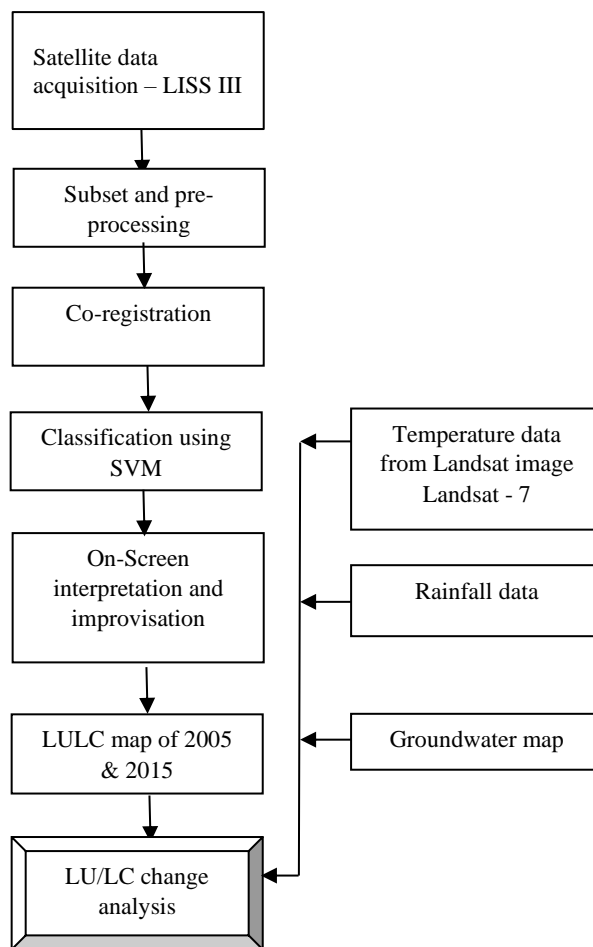 Satellite data
acquisition – LISS III
Subset and pre-
processing
Co-registration
Classification using
SVM
On-Screen
interpretation and
improvisation
LULC map of 2005
& 2015
LU/LC change
analysis
Temperature data
from Landsat image
Landsat - 7
Rainfall data
Groundwater map